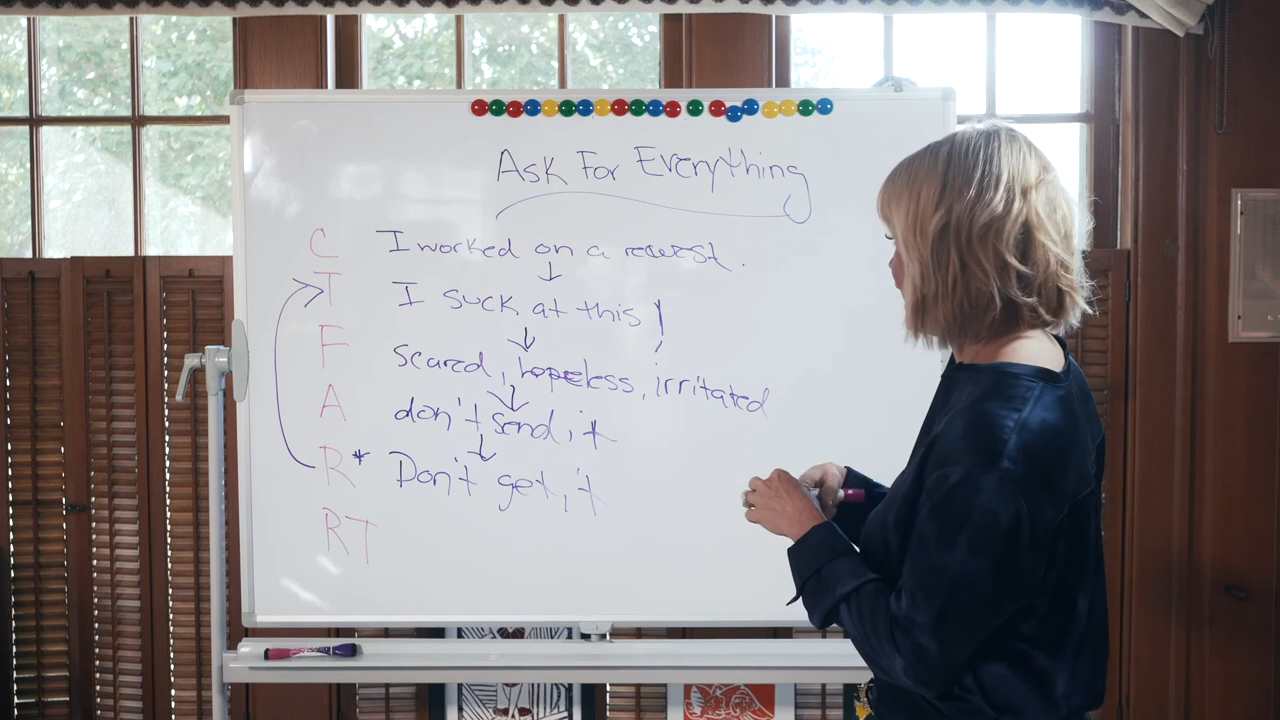 Ask For Everything
C I worked on a request.
T I suck at this!
F scared, hopeless, irritated
A don't send it
R* Don't get it
RT